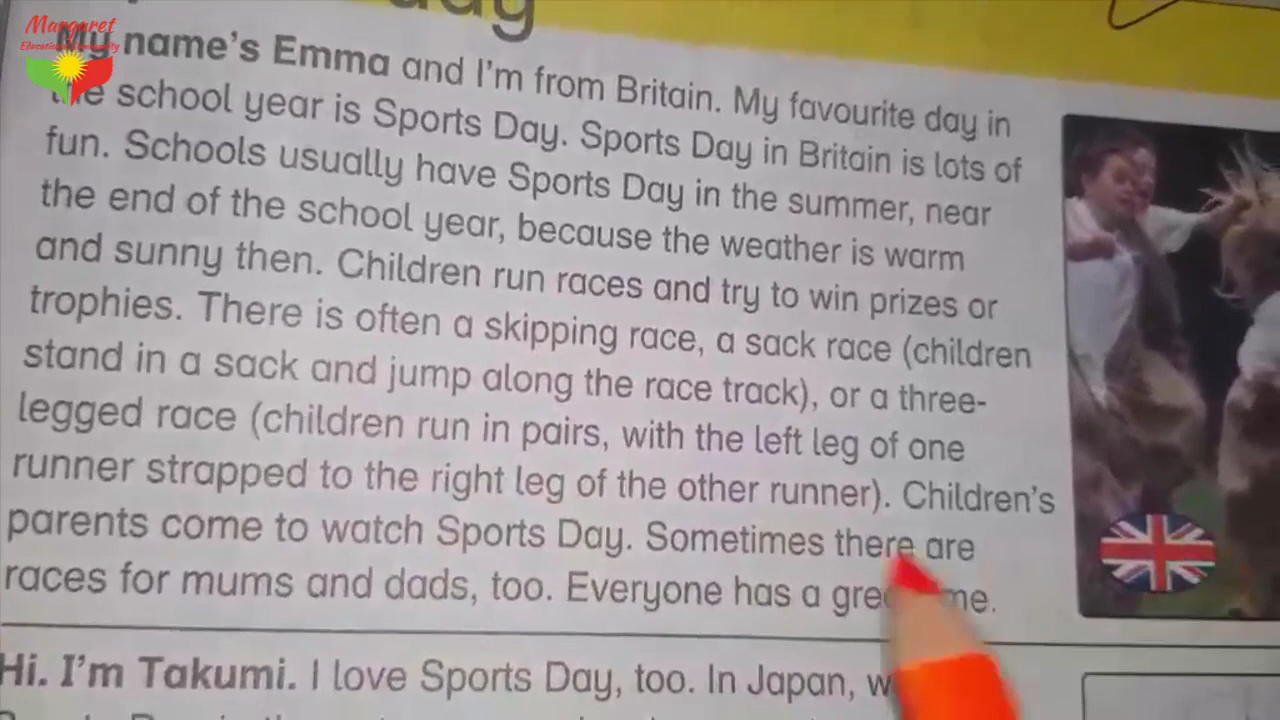 day
Margaret
Educational Community
My name's Emma and I'm from Britain. My favourite day in
the school year is Sports Day. Sports Day in Britain is lots of
fun. Schools usually have Sports Day in the summer, near
the end of the school year, because the weather is warm
and sunny then. Children run races and try to win prizes or
trophies. There is often a skipping race, a sack race (children
stand in a sack and jump along the race track), or a three-
legged race (children run in pairs, with the left leg of one
runner strapped to the right leg of the other runner). Children's
parents come to watch Sports Day. Sometimes there are
races for mums and dads, too. Everyone has a
Hi. I'm Takumi. I love Sports Day, too. In Japan,